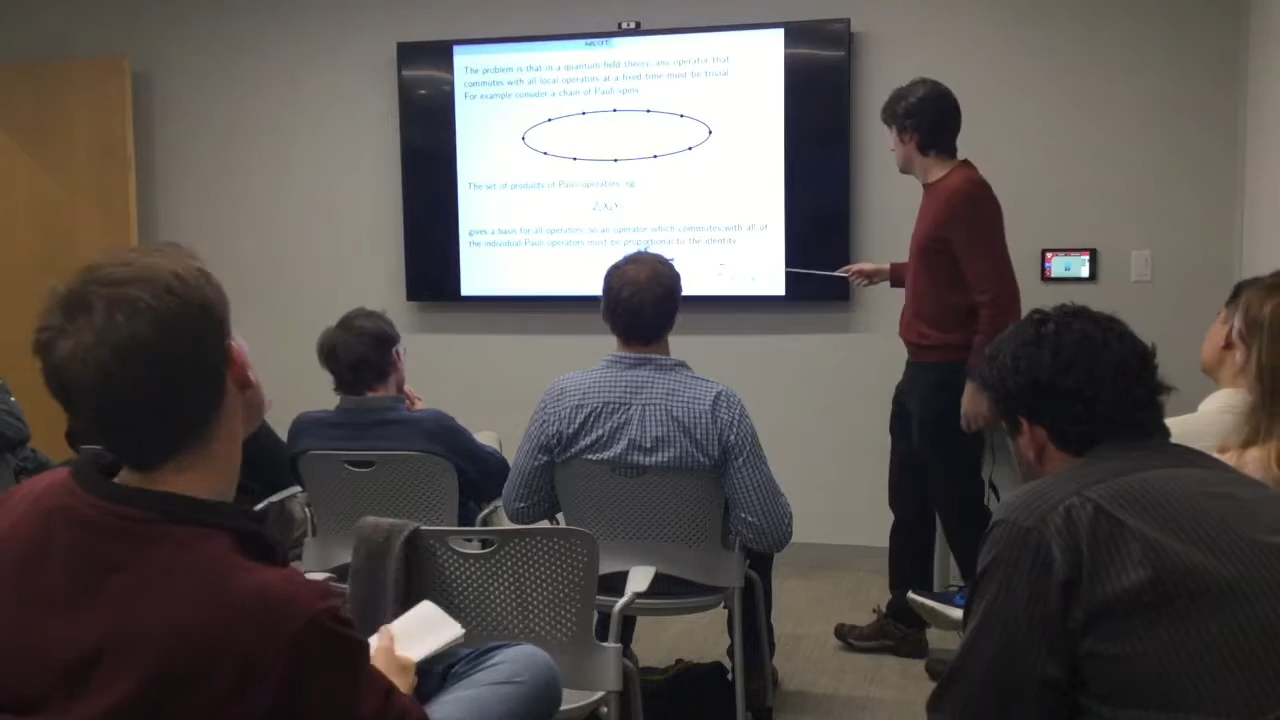 The problem is that in a quantum field theory, any operator that
commutes with all local operators at a fixed time must be trivial.
For example consider a chain of Pauli spins:
The set of products of Pauli operators, eg
gives a basis for all operators, so an operator which commutes with all of
the individual Pauli operators must be proportional to the identity.